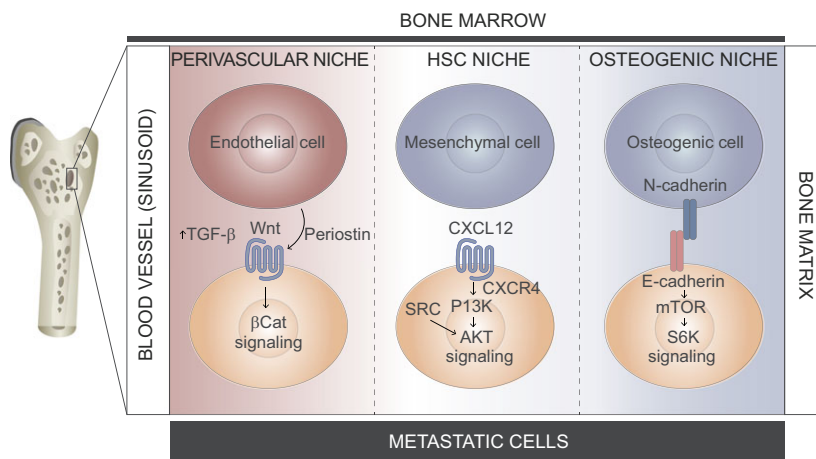 BONE MARROW
PERIVASCULAR NICHE
HSC NICHE
OSTEOGENIC NICHE
BLOOD VESSEL (SINUSOID)
Endothelial cell
↑TGF-β
Wnt
Periostin
βCat
signaling
Mesenchymal cell
CXCL12
CXCR4
P13K
SRC
AKT
signaling
Osteogenic cell
N-cadherin
E-cadherin
mTOR
S6K
signaling
BONE MATRIX
METASTATIC CELLS